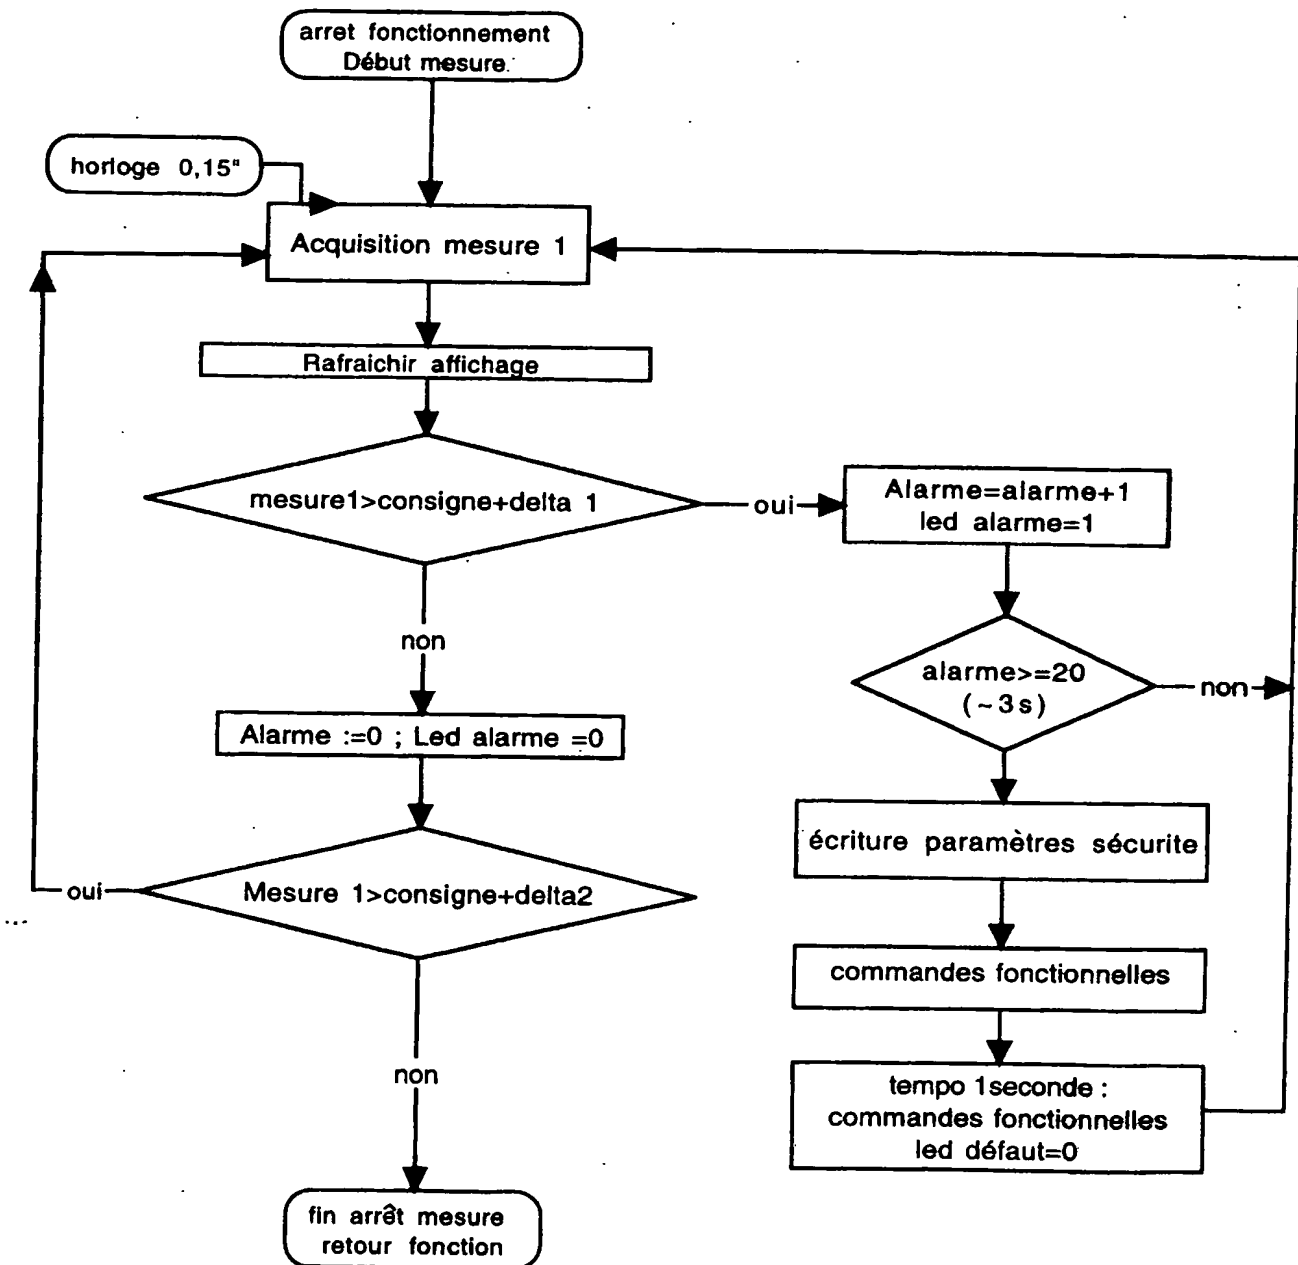 arret fonctionnement
Début mesure.
horloge 0,15"
Acquisition mesure 1
Rafraichir affichage
mesure1>consigne+delta 1
oui
Alarme=alarme+1
led alarme=1
non
alarme>=20
(~3s)
non
Alarme :=0 ; Led alarme =0
écriture paramètres sécurite
oui
Mesure 1>consigne+delta2
commandes fonctionnelles
non
tempo 1seconde :
commandes fonctionnelles
led défaut=0
fin arrêt mesure
retour fonction